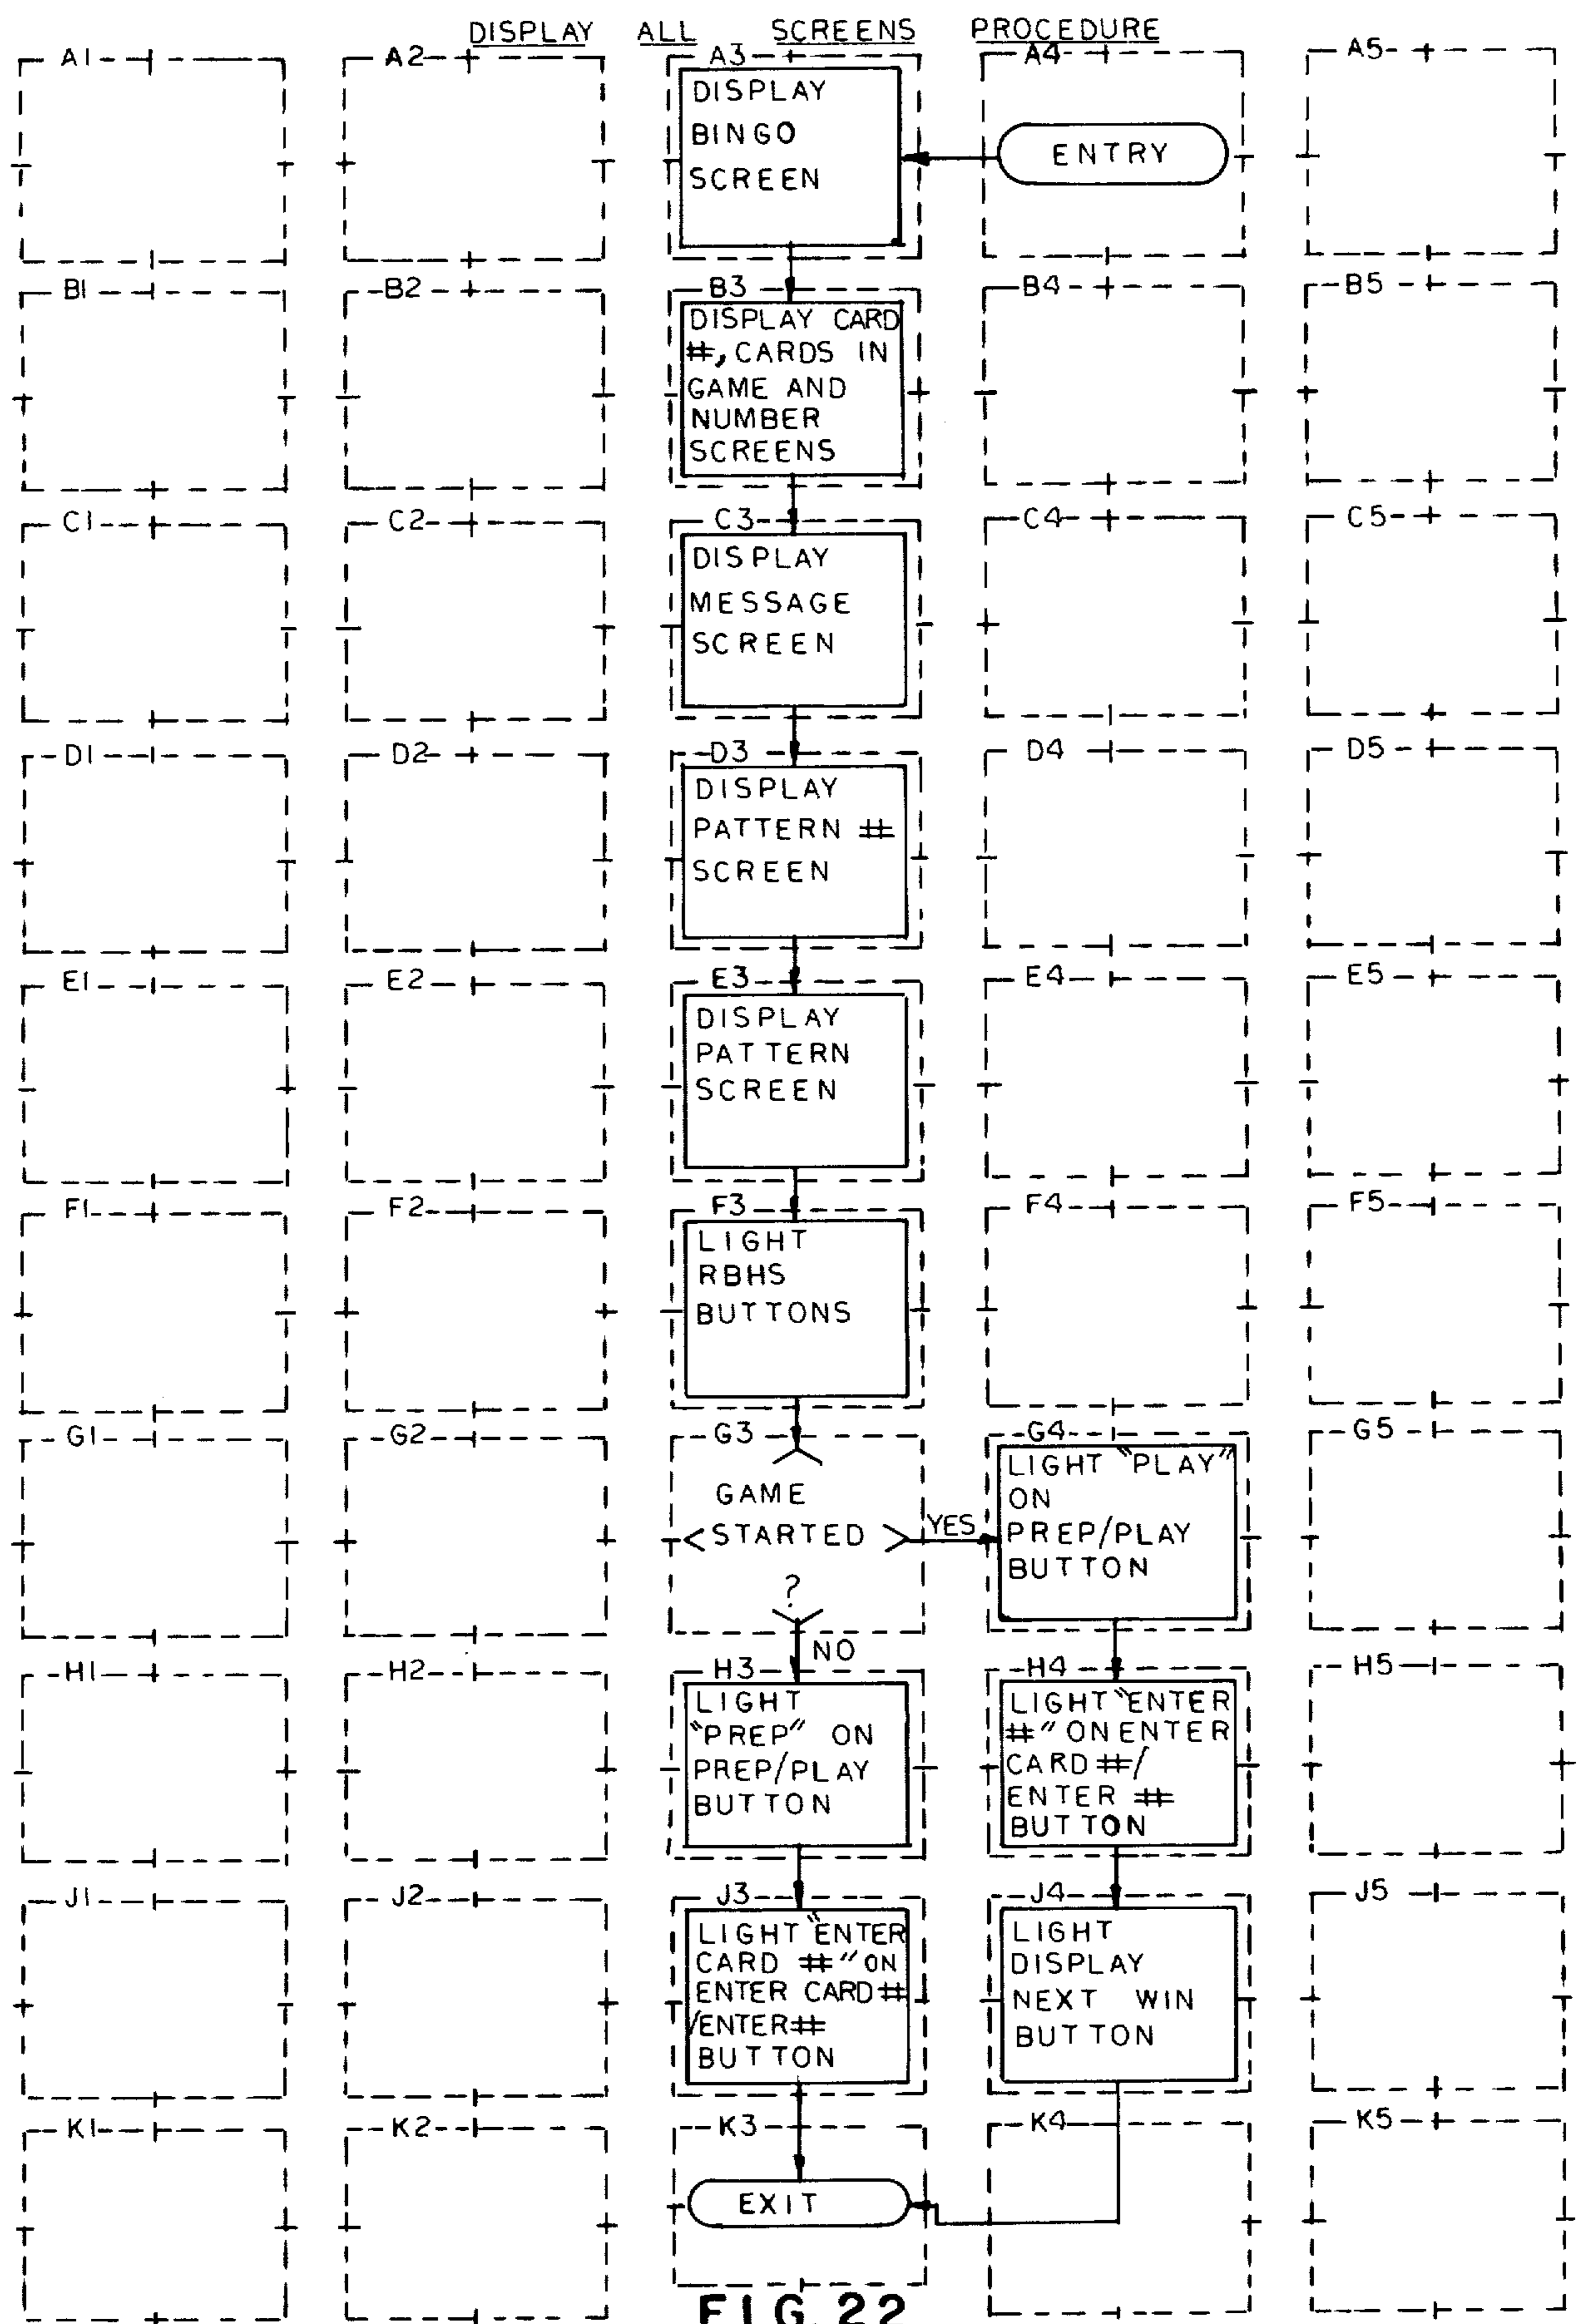 DISPLAY ALL SCREENS PROCEDURE
A1 A2 A3 A4 A5
DISPLAY
BINGO
SCREEN
ENTRY
B1 B2 B3 B4 B5
DISPLAY CARD
#, CARDS IN
GAME AND
NUMBER
SCREENS
C1 C2 C3 C4 C5
DISPLAY
MESSAGE
SCREEN
D1 D2 D3 D4 D5
DISPLAY
PATTERN #
SCREEN
E1 E2 E3 E4 E5
DISPLAY
PATTERN
SCREEN
F1 F2 F3 F4 F5
LIGHT
RBHS
BUTTONS
G1 G2 G3 G4 G5
GAME
STARTED
?
YES
NO
LIGHT "PLAY"
ON
PREP/PLAY
BUTTON
H1 H2 H3 H4 H5
LIGHT
"PREP" ON
PREP/PLAY
BUTTON
LIGHT "ENTER
#" ON ENTER
CARD #/
ENTER #
BUTTON
J1 J2 J3 J4 J5
LIGHT "ENTER
CARD #" ON
ENTER CARD #
/ENTER #
BUTTON
LIGHT
DISPLAY
NEXT WIN
BUTTON
K1 K2 K3 K4 K5
EXIT
FIG. 22